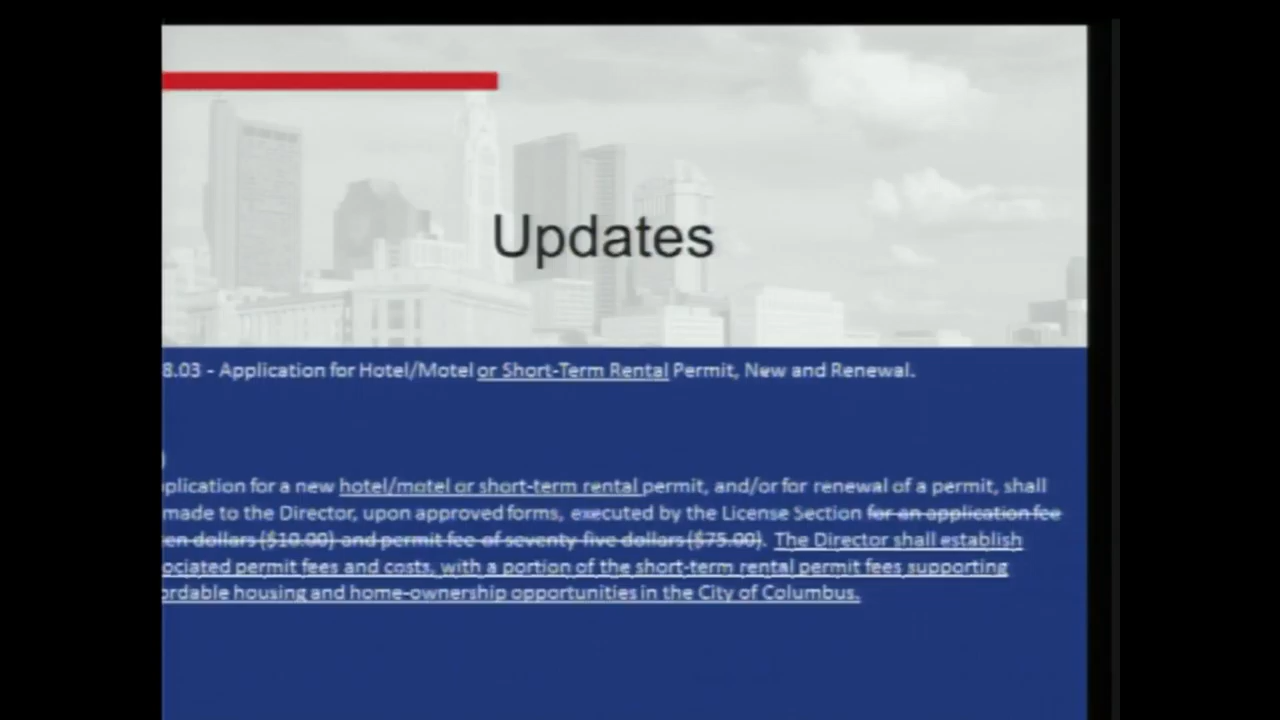 Updates
8.03 - Application for Hotel/Motel or Short-Term Rental Permit, New and Renewal.
)
plication for a new hotel/motel or short-term rental permit, and/or for renewal of a permit, shall
made to the Director, upon approved forms, executed by the License Section for an application fee
en dollars ($10.00) and permit fee of seventy-five dollars ($75.00). The Director shall establish
ociated permit fees and costs, with a portion of the short-term rental permit fees supporting
ordable housing and home-ownership opportunities in the City of Columbus.